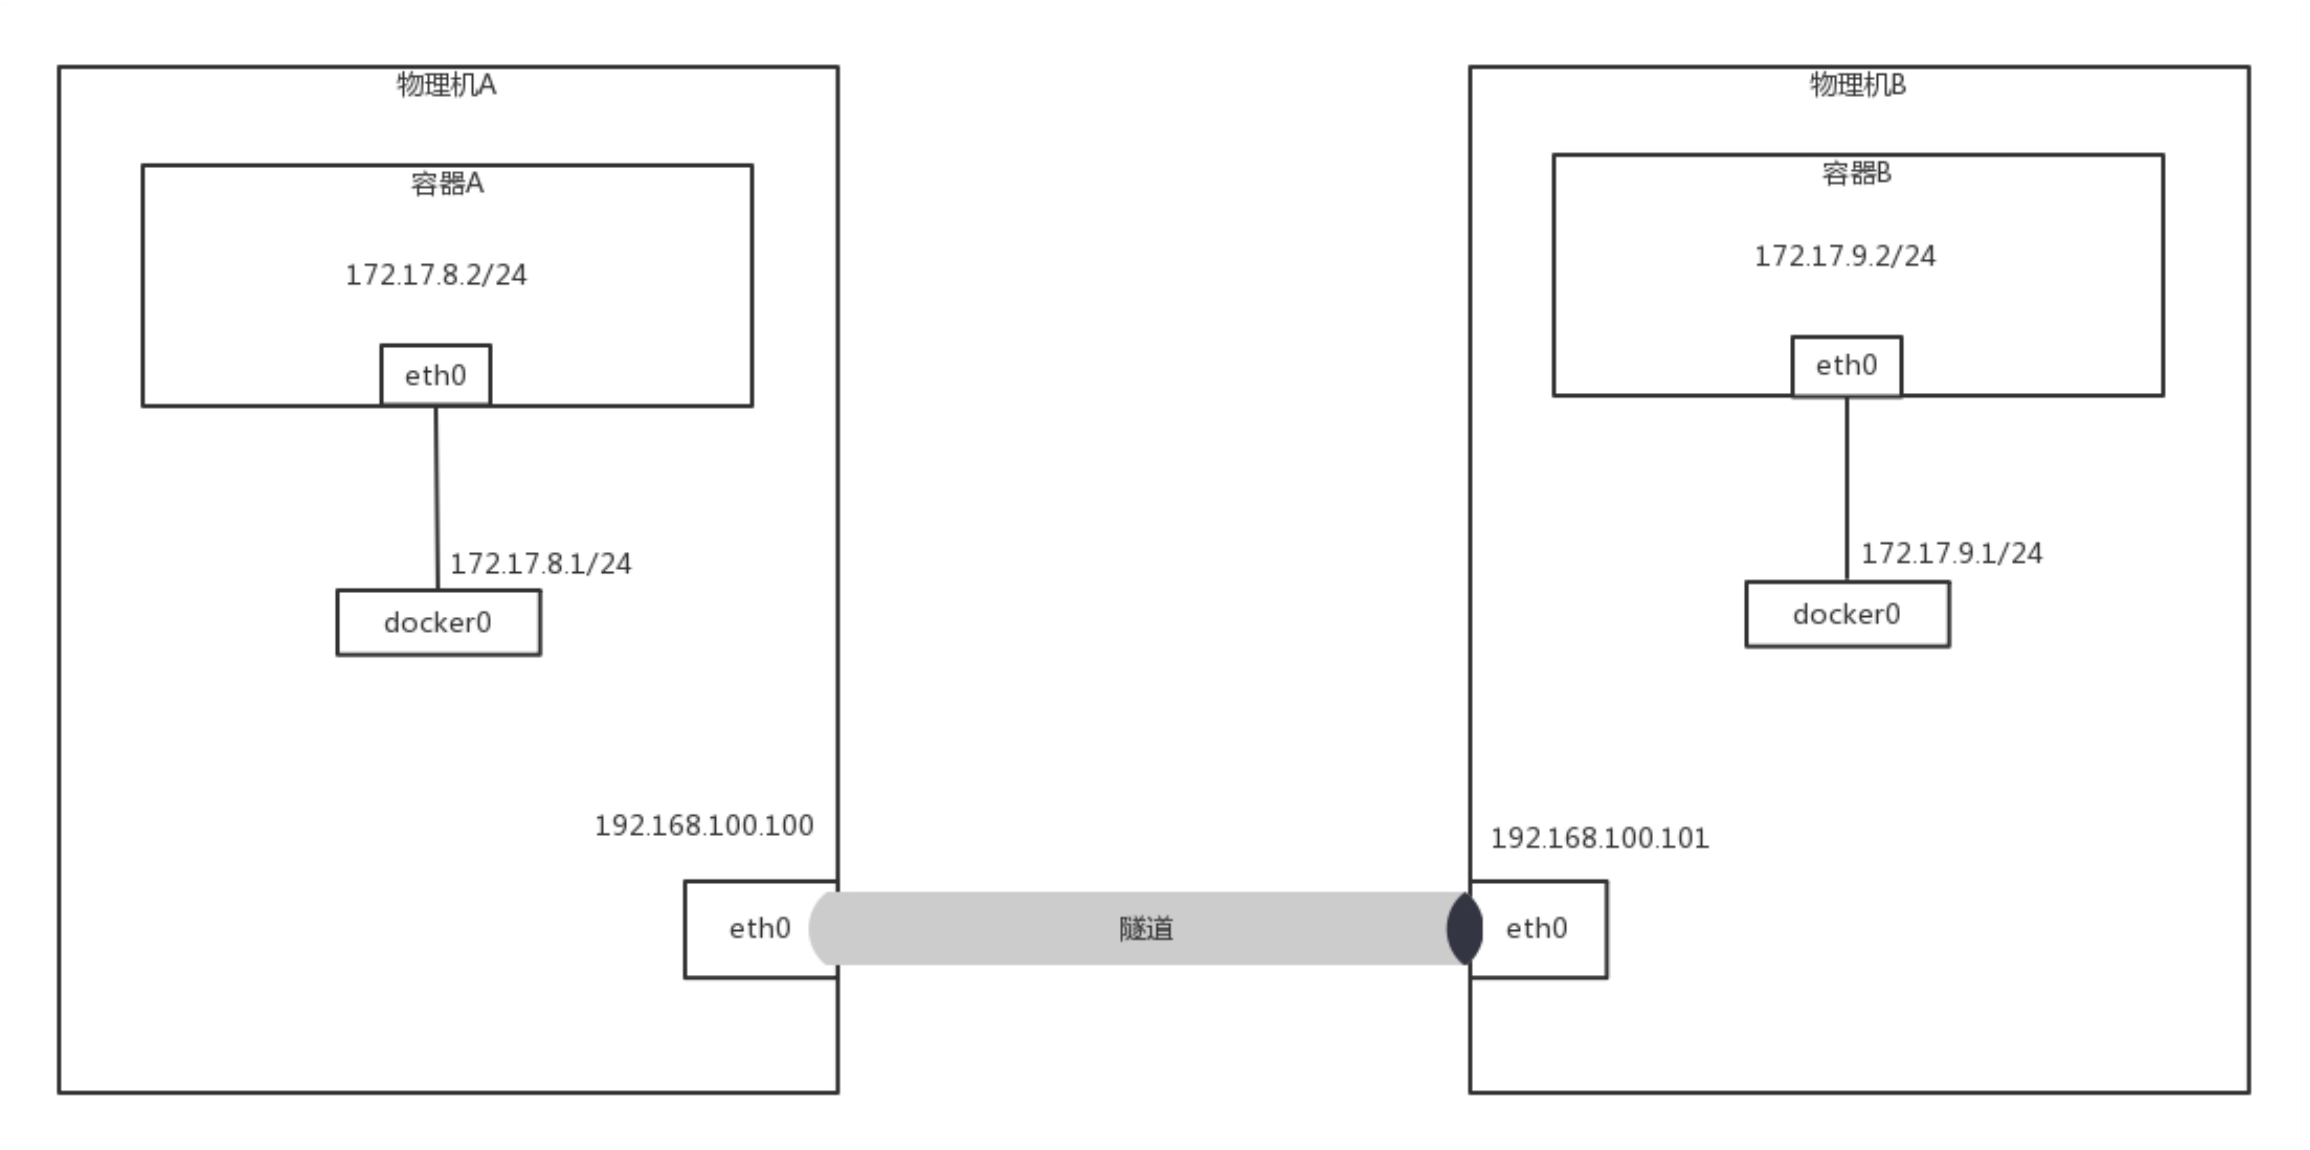 物理机A
容器A
172.17.8.2/24
eth0
172.17.8.1/24
docker0
192.168.100.100
eth0
隧道
物理机B
容器B
172.17.9.2/24
eth0
172.17.9.1/24
docker0
192.168.100.101
eth0